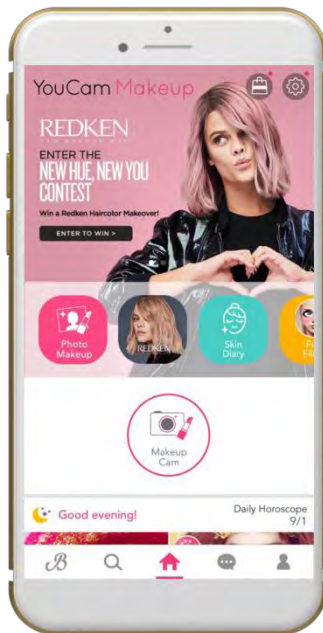 YouCam Makeup
REDKEN
ENTER THE
NEW HUE, NEW YOU
CONTEST
Win a Redken Haircolor Makeover!
ENTER TO WIN >
Photo
Makeup
REDKEN
Skin
Diary
Makeup
Cam
Good evening!
Daily Horoscope
9/1
B